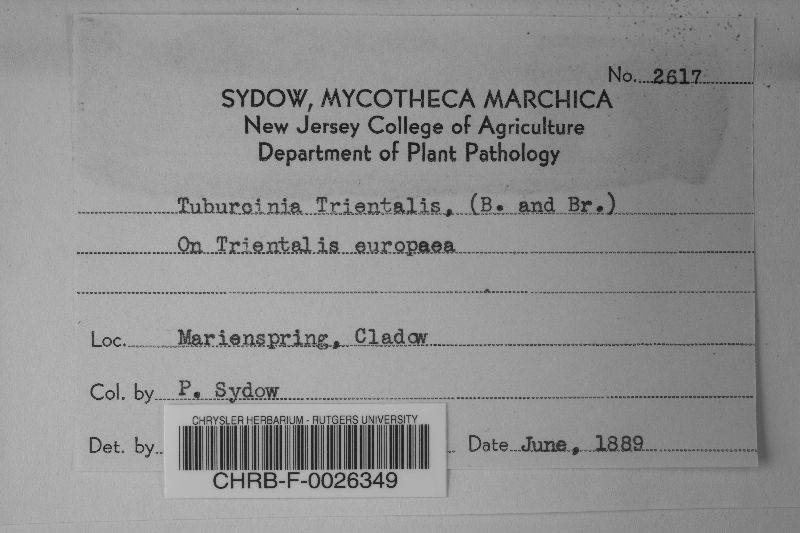 No. 2617
SYDOW, MYCOTHECA MARCHICA
New Jersey College of Agriculture
Department of Plant Pathology
Tuburcinia Trientalis, (B. and Br.)
On Trientalis europaea
Loc. Marienspring, Cladow
Col. by P. Sydow
Det. by
Date June, 1889
CHRYSLER HERBARIUM - RUTGERS UNIVERSITY
CHRB-F-0026349